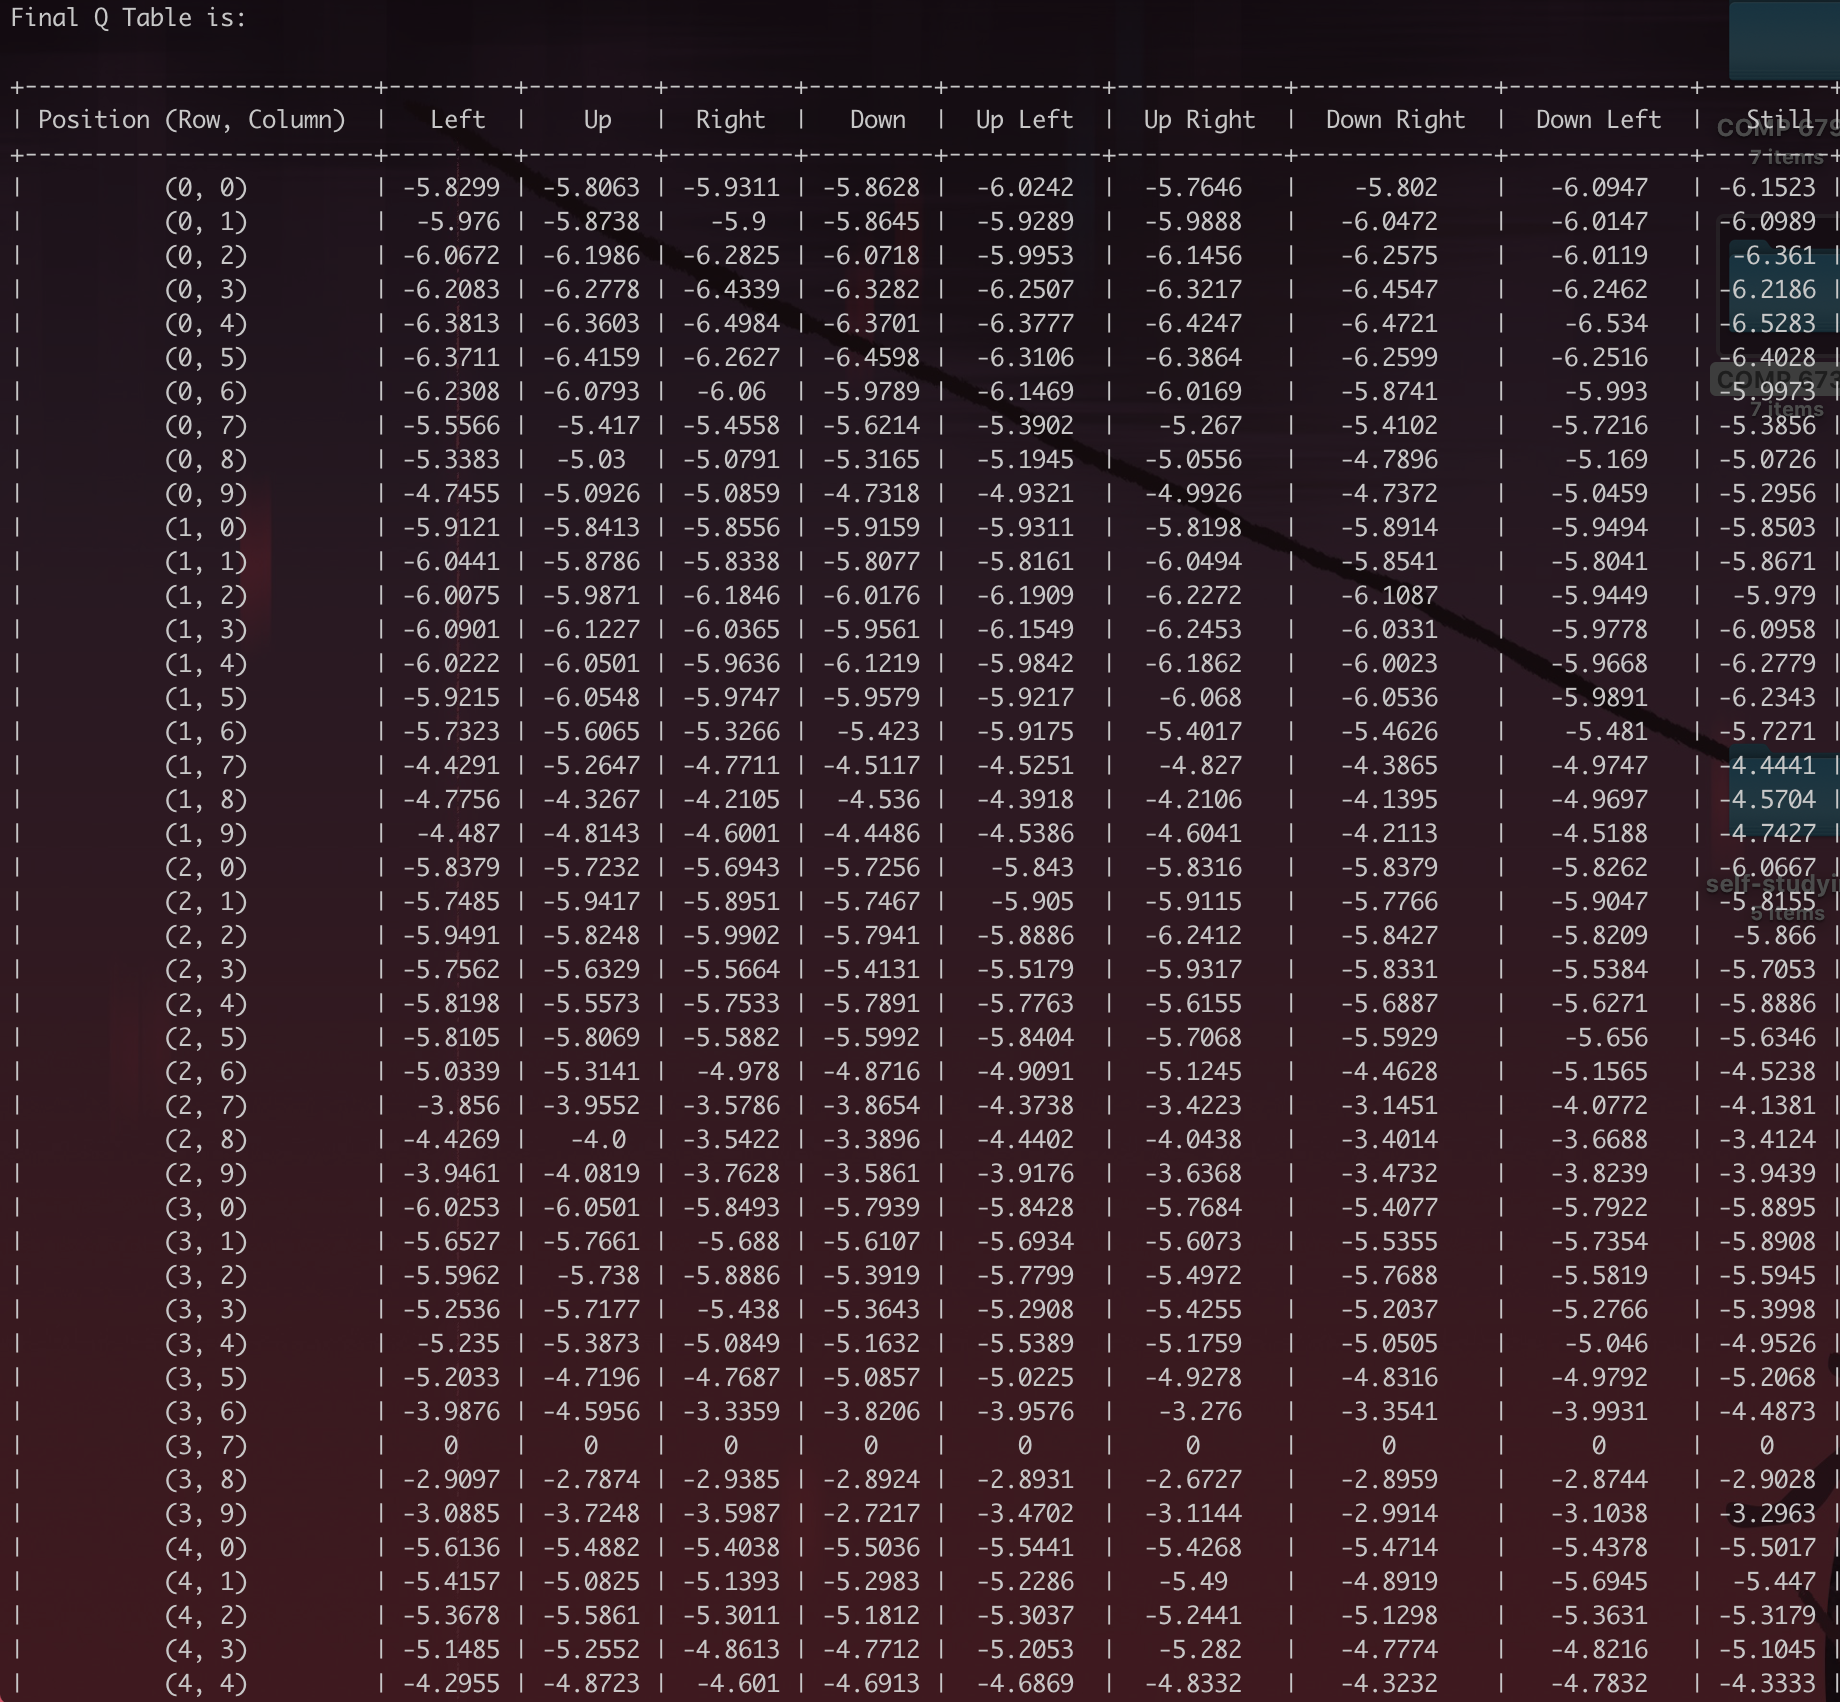 Final Q Table is:
+-------------------------+---------+---------+---------+---------+-----------+------------+--------------+-------------+---------+
| Position (Row, Column) | Left | Up | Right | Down | Up Left | Up Right | Down Right | Down Left | Still |
+-------------------------+---------+---------+---------+---------+-----------+------------+--------------+-------------+---------+
| (0, 0) | -5.8299 | -5.8063 | -5.9311 | -5.8628 | -6.0242 | -5.7646 | -5.802 | -6.0947 | -6.1523 |
| (0, 1) | -5.976 | -5.8738 | -5.9 | -5.8645 | -5.9289 | -5.9888 | -6.0472 | -6.0147 | -6.0989 |
| (0, 2) | -6.0672 | -6.1986 | -6.2825 | -6.0718 | -5.9953 | -6.1456 | -6.2575 | -6.0119 | -6.361 |
| (0, 3) | -6.2083 | -6.2778 | -6.4339 | -6.3282 | -6.2507 | -6.3217 | -6.4547 | -6.2462 | -6.2186 |
| (0, 4) | -6.3813 | -6.3603 | -6.4984 | -6.3701 | -6.3777 | -6.4247 | -6.4721 | -6.534 | -6.5283 |
| (0, 5) | -6.3711 | -6.4159 | -6.2627 | -6.4598 | -6.3106 | -6.3864 | -6.2599 | -6.2516 | -6.4028 |
| (0, 6) | -6.2308 | -6.0793 | -6.06 | -5.9789 | -6.1469 | -6.0169 | -5.8741 | -5.993 | -5.9973 |
| (0, 7) | -5.5566 | -5.417 | -5.4558 | -5.6214 | -5.3902 | -5.267 | -5.4102 | -5.7216 | -5.3856 |
| (0, 8) | -5.3383 | -5.03 | -5.0791 | -5.3165 | -5.1945 | -5.0556 | -4.7896 | -5.169 | -5.0726 |
| (0, 9) | -4.7455 | -5.0926 | -5.0859 | -4.7318 | -4.9321 | -4.9926 | -4.7372 | -5.0459 | -5.2956 |
| (1, 0) | -5.9121 | -5.8413 | -5.8556 | -5.9159 | -5.9311 | -5.8198 | -5.8914 | -5.9494 | -5.8503 |
| (1, 1) | -6.0441 | -5.8786 | -5.8338 | -5.8077 | -5.8161 | -6.0494 | -5.8541 | -5.8041 | -5.8671 |
| (1, 2) | -6.0075 | -5.9871 | -6.1846 | -6.0176 | -6.1909 | -6.2272 | -6.1087 | -5.9449 | -5.979 |
| (1, 3) | -6.0901 | -6.1227 | -6.0365 | -5.9561 | -6.1549 | -6.2453 | -6.0331 | -5.9778 | -6.0958 |
| (1, 4) | -6.0222 | -6.0501 | -5.9636 | -6.1219 | -5.9842 | -6.1862 | -6.0023 | -5.9668 | -6.2779 |
| (1, 5) | -5.9215 | -6.0548 | -5.9747 | -5.9579 | -5.9217 | -6.068 | -6.0536 | -5.9891 | -6.2343 |
| (1, 6) | -5.7323 | -5.6065 | -5.3266 | -5.423 | -5.9175 | -5.4017 | -5.4626 | -5.481 | -5.7271 |
| (1, 7) | -4.4291 | -5.2647 | -4.7711 | -4.5117 | -4.5251 | -4.827 | -4.3865 | -4.9747 | -4.4441 |
| (1, 8) | -4.7756 | -4.3267 | -4.2105 | -4.536 | -4.3918 | -4.2106 | -4.1395 | -4.9697 | -4.5704 |
| (1, 9) | -4.487 | -4.8143 | -4.6001 | -4.4486 | -4.5386 | -4.6041 | -4.2113 | -4.5188 | -4.7427 |
| (2, 0) | -5.8379 | -5.7232 | -5.6943 | -5.7256 | -5.843 | -5.8316 | -5.8379 | -5.8262 | -6.0667 |
| (2, 1) | -5.7485 | -5.9417 | -5.8951 | -5.7467 | -5.905 | -5.9115 | -5.7766 | -5.9047 | -5.8155 |
| (2, 2) | -5.9491 | -5.8248 | -5.9902 | -5.7941 | -5.8886 | -6.2412 | -5.8427 | -5.8209 | -5.866 |
| (2, 3) | -5.7562 | -5.6329 | -5.5664 | -5.4131 | -5.5179 | -5.9317 | -5.8331 | -5.5384 | -5.7053 |
| (2, 4) | -5.8198 | -5.5573 | -5.7533 | -5.7891 | -5.7763 | -5.6155 | -5.6887 | -5.6271 | -5.8886 |
| (2, 5) | -5.8105 | -5.8069 | -5.5882 | -5.5992 | -5.8404 | -5.7068 | -5.5929 | -5.656 | -5.6346 |
| (2, 6) | -5.0339 | -5.3141 | -4.978 | -4.8716 | -4.9091 | -5.1245 | -4.4628 | -5.1565 | -4.5238 |
| (2, 7) | -3.856 | -3.9552 | -3.5786 | -3.8654 | -4.3738 | -3.4223 | -3.1451 | -4.0772 | -4.1381 |
| (2, 8) | -4.4269 | -4.0 | -3.5422 | -3.3896 | -4.4402 | -4.0438 | -3.4014 | -3.6688 | -3.4124 |
| (2, 9) | -3.9461 | -4.0819 | -3.7628 | -3.5861 | -3.9176 | -3.6368 | -3.4732 | -3.8239 | -3.9439 |
| (3, 0) | -6.0253 | -6.0501 | -5.8493 | -5.7939 | -5.8428 | -5.7684 | -5.4077 | -5.7922 | -5.8895 |
| (3, 1) | -5.6527 | -5.7661 | -5.688 | -5.6107 | -5.6934 | -5.6073 | -5.5355 | -5.7354 | -5.8908 |
| (3, 2) | -5.5962 | -5.738 | -5.8886 | -5.3919 | -5.7799 | -5.4972 | -5.7688 | -5.5819 | -5.5945 |
| (3, 3) | -5.2536 | -5.7177 | -5.438 | -5.3643 | -5.2908 | -5.4255 | -5.2037 | -5.2766 | -5.3998 |
| (3, 4) | -5.235 | -5.3873 | -5.0849 | -5.1632 | -5.5389 | -5.1759 | -5.0505 | -5.046 | -4.9526 |
| (3, 5) | -5.2033 | -4.7196 | -4.7687 | -5.0857 | -5.0225 | -4.9278 | -4.8316 | -4.9792 | -5.2068 |
| (3, 6) | -3.9876 | -4.5956 | -3.3359 | -3.8206 | -3.9576 | -3.276 | -3.3541 | -3.9931 | -4.4873 |
| (3, 7) | 0 | 0 | 0 | 0 | 0 | 0 | 0 | 0 | 0 |
| (3, 8) | -2.9097 | -2.7874 | -2.9385 | -2.8924 | -2.8931 | -2.6727 | -2.8959 | -2.8744 | -2.9028 |
| (3, 9) | -3.0885 | -3.7248 | -3.5987 | -2.7217 | -3.4702 | -3.1144 | -2.9914 | -3.1038 | -3.2963 |
| (4, 0) | -5.6136 | -5.4882 | -5.4038 | -5.5036 | -5.5441 | -5.4268 | -5.4714 | -5.4378 | -5.5017 |
| (4, 1) | -5.4157 | -5.0825 | -5.1393 | -5.2983 | -5.2286 | -5.49 | -4.8919 | -5.6945 | -5.447 |
| (4, 2) | -5.3678 | -5.5861 | -5.3011 | -5.1812 | -5.3037 | -5.2441 | -5.1298 | -5.3631 | -5.3179 |
| (4, 3) | -5.1485 | -5.2552 | -4.8613 | -4.7712 | -5.2053 | -5.282 | -4.7774 | -4.8216 | -5.1045 |
| (4, 4) | -4.2955 | -4.8723 | -4.601 | -4.6913 | -4.6869 | -4.8332 | -4.3232 | -4.7832 | -4.3333 |
COMP 679
7 items
COMP 673
7 items
5 items